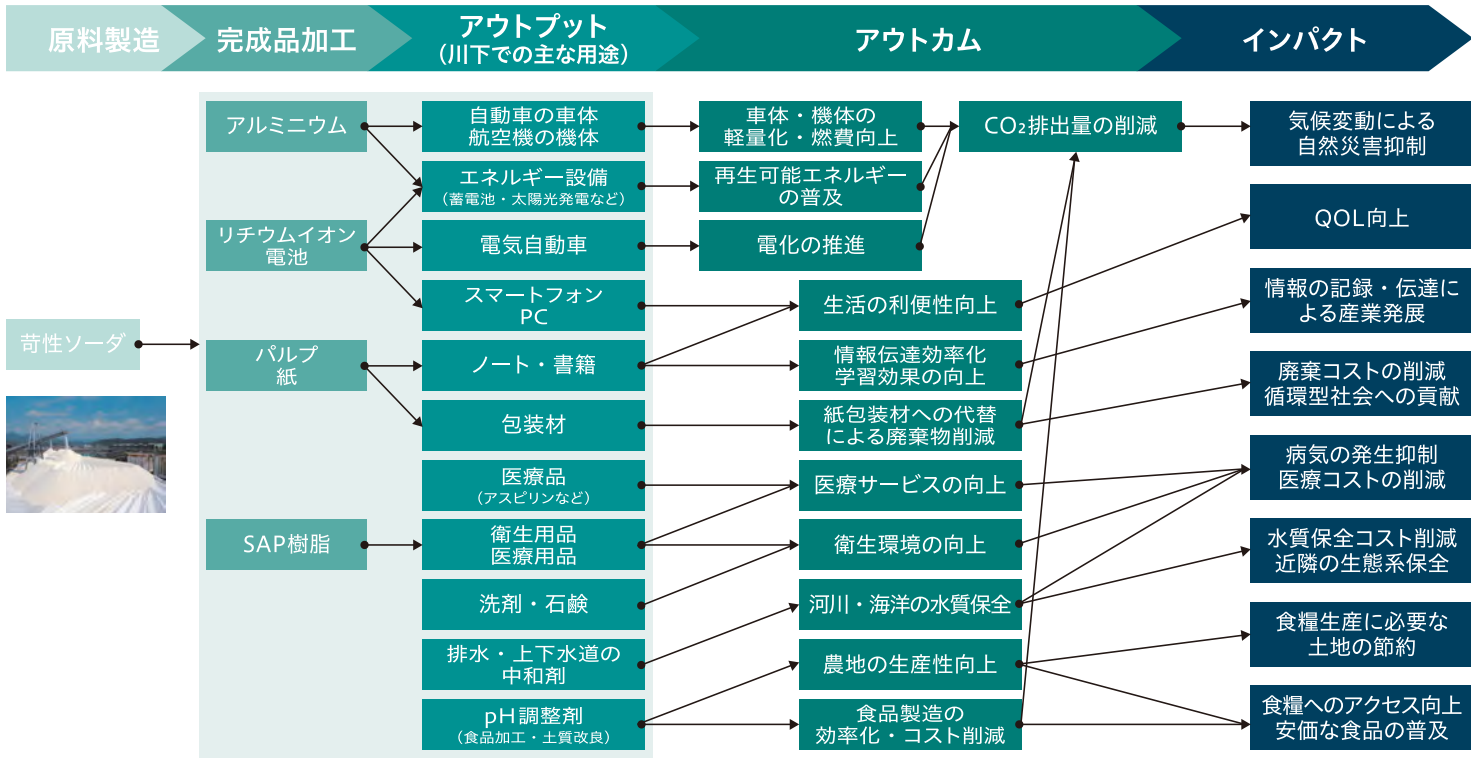 原料製造
完成品加工
アウトプット
（川下での主な用途）
アウトカム
インパクト
苛性ソーダ
アルミニウム
リチウムイオン
電池
パルプ
紙
SAP樹脂
自動車の車体
航空機の機体
エネルギー設備
（蓄電池・太陽光発電など）
電気自動車
スマートフォン
PC
ノート・書籍
包装材
医療品
（アスピリンなど）
衛生用品
医療用品
洗剤・石鹸
排水・上下水道の
中和剤
pH調整剤
（食品加工・土質改良）
車体・機体の
軽量化・燃費向上
再生可能エネルギー
の普及
電化の推進
CO₂排出量の削減
生活の利便性向上
情報伝達効率化
学習効果の向上
紙包装材への代替
による廃棄物削減
医療サービスの向上
衛生環境の向上
河川・海洋の水質保全
農地の生産性向上
食品製造の
効率化・コスト削減
気候変動による
自然災害抑制
QOL向上
情報の記録・伝達に
よる産業発展
廃棄コストの削減
循環型社会への貢献
病気の発生抑制
医療コストの削減
水質保全コスト削減
近隣の生態系保全
食糧生産に必要な
土地の節約
食糧へのアクセス向上
安価な食品の普及